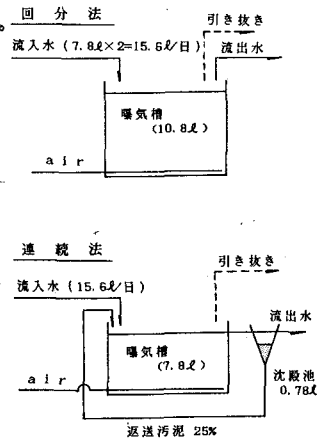 回分法
引き抜き
流入水(7.8ℓ×2=15.6ℓ/日)
流出水
曝気槽
(10.8ℓ)
air
連続法
引き抜き
流入水(15.6ℓ/日)
流出水
曝気槽
(7.8ℓ)
air
沈殿池
0.78ℓ
返送汚泥 25%